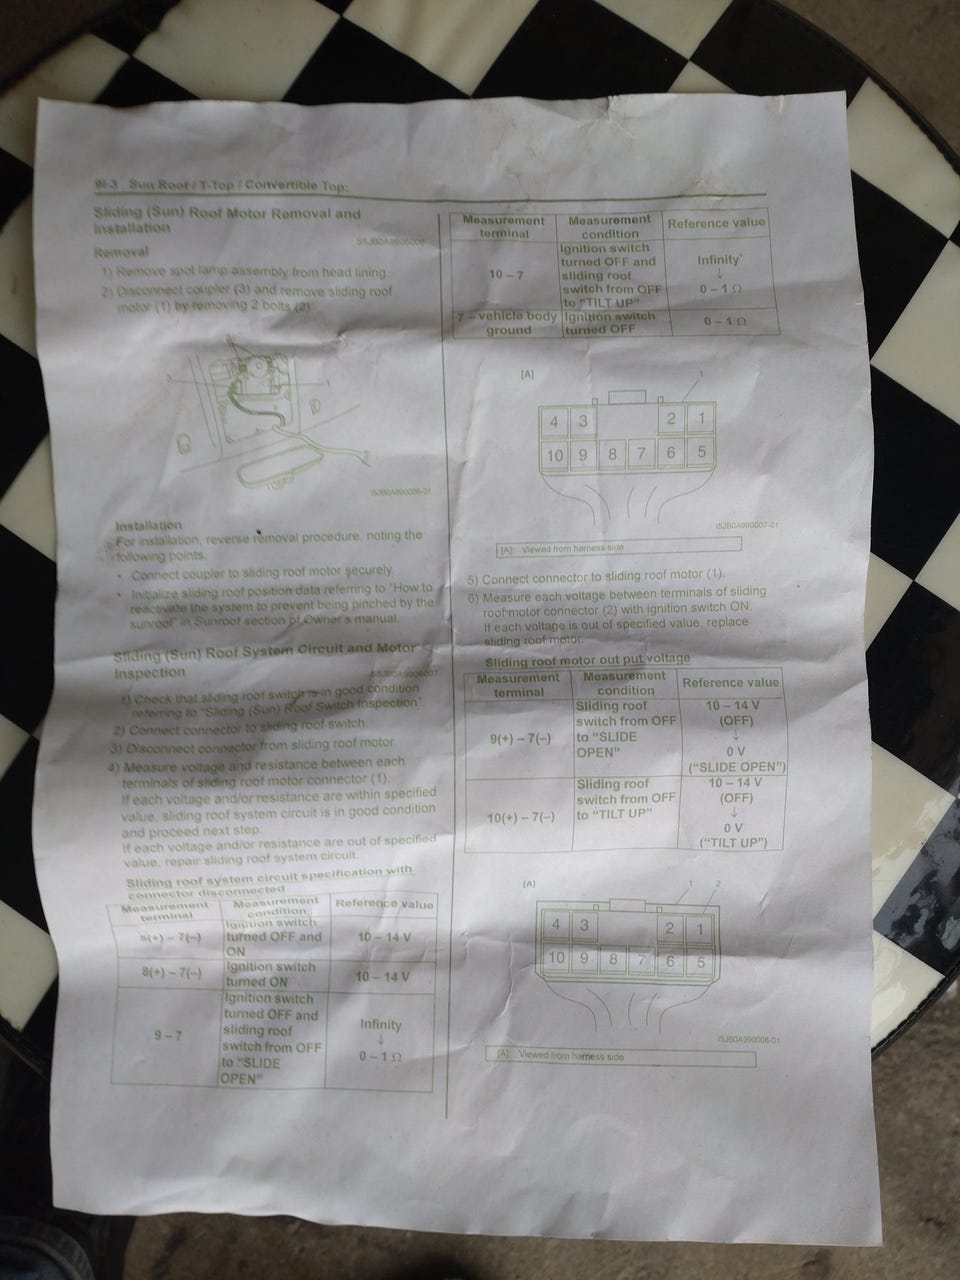 9I-3 Sun Roof / T-Top / Convertible Top:
Sliding (Sun) Roof Motor Removal and
Installation
S5JB0A9906006
Removal
1) Remove spot lamp assembly from head lining.
2) Disconnect coupler (3) and remove sliding roof
motor (1) by removing 2 bolts (2)
3
1
I5JB0A990006-01
Installation
For installation, reverse removal procedure, noting the
following points.
• Connect coupler to sliding roof motor securely
• Initialize sliding roof position data referring to "How to
reactivate the system to prevent being pinched by the
sunroof" in Sunroof section of Owner's manual.
Sliding (Sun) Roof System Circuit and Motor
Inspection
S5JB0A9906007
1) Check that sliding roof switch is in good condition
referring to "Sliding (Sun) Roof Switch Inspection".
2) Connect connector to sliding roof switch.
3) Disconnect connector from sliding roof motor.
4) Measure voltage and resistance between each
terminals of sliding roof motor connector (1).
If each voltage and/or resistance are within specified
value, sliding roof system circuit is in good condition
and proceed next step.
If each voltage and/or resistance are out of specified
value, repair sliding roof system circuit.
Sliding roof system circuit specification with
connector disconnected
Measurement terminal Measurement condition Reference value
(+) – 7(–) Ignition switch turned OFF and ON 10 – 14 V
8(+) – 7(–) Ignition switch turned ON 10 – 14 V
9 – 7 Ignition switch turned OFF and sliding roof switch from OFF to "SLIDE OPEN" Infinity ↓ 0 – 1 Ω
Measurement terminal Measurement condition Reference value
10 – 7 Ignition switch turned OFF and sliding roof switch from OFF to "TILT UP" Infinity ↓ 0 – 1 Ω
7 – vehicle body ground Ignition switch turned OFF 0 – 1 Ω
[A] 1
4 3 2 1
10 9 8 7 6 5
I5JB0A990007-01
[A]: Viewed from harness side
5) Connect connector to sliding roof motor (1).
6) Measure each voltage between terminals of sliding
roof motor connector (2) with ignition switch ON.
If each voltage is out of specified value, replace
sliding roof motor.
Sliding roof motor out put voltage
Measurement terminal Measurement condition Reference value
9(+) – 7(–) Sliding roof switch from OFF to "SLIDE OPEN" 10 – 14 V (OFF) ↓ 0 V ("SLIDE OPEN")
10(+) – 7(–) Sliding roof switch from OFF to "TILT UP" 10 – 14 V (OFF) ↓ 0 V ("TILT UP")
[A] 1 2
4 3 2 1
10 9 8 7 6 5
I5JB0A990008-01
[A]: Viewed from harness side